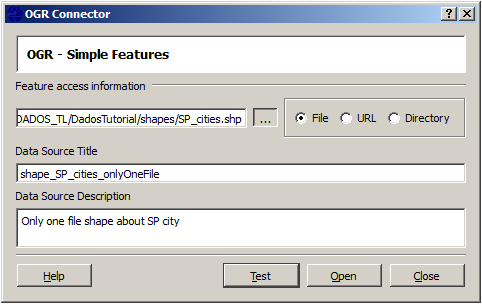 OGR Connector
OGR - Simple Features
Feature access information
DADOS_TL/DadosTutorial/shapes/SP_cities.shp
...
File
URL
Directory
Data Source Title
shape_SP_cities_onlyOneFile
Data Source Description
Only one file shape about SP city
Help
Test
Open
Close